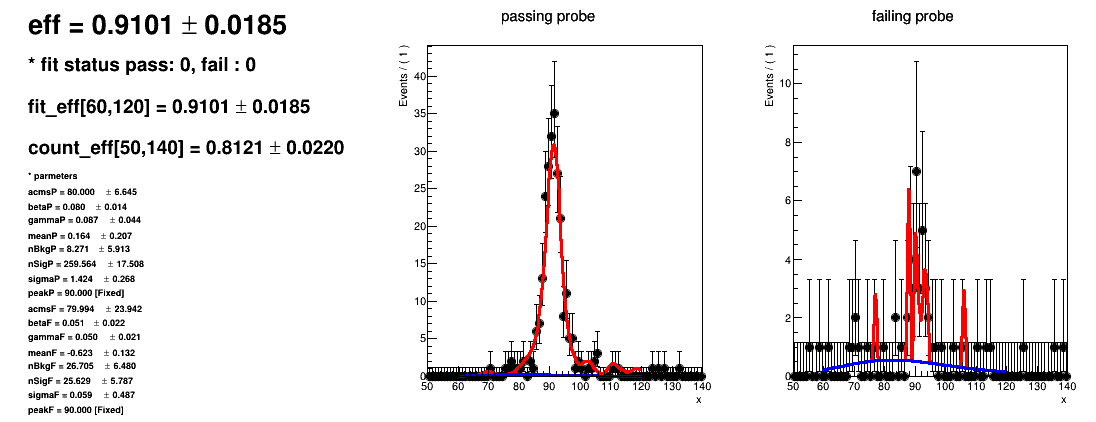 eff = 0.9101 ± 0.0185
* fit status pass: 0, fail : 0
fit_eff[60,120] = 0.9101 ± 0.0185
count_eff[50,140] = 0.8121 ± 0.0220
* parmeters
acmsP = 80.000 ± 6.645
betaP = 0.080 ± 0.014
gammaP = 0.087 ± 0.044
meanP = 0.164 ± 0.207
nBkgP = 8.271 ± 5.913
nSigP = 259.564 ± 17.508
sigmaP = 1.424 ± 0.268
peakP = 90.000 [Fixed]
acmsF = 79.994 ± 23.942
betaF = 0.051 ± 0.022
gammaF = 0.050 ± 0.021
meanF = -0.623 ± 0.132
nBkgF = 26.705 ± 6.480
nSigF = 25.629 ± 5.787
sigmaF = 0.059 ± 0.487
peakF = 90.000 [Fixed]
passing probe
Events / ( 1 )
40
35
30
25
20
15
10
5
0
50 60 70 80 90 100 110 120 130 140
x
failing probe
Events / ( 1 )
10
8
6
4
2
0
50 60 70 80 90 100 110 120 130 140
x